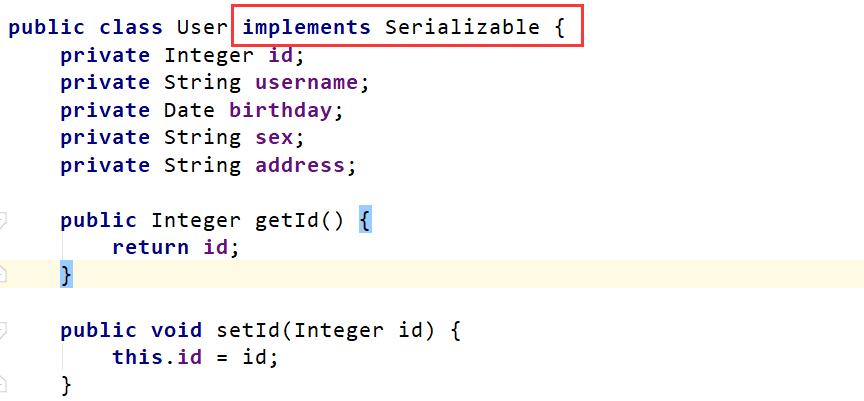 public class User implements Serializable {
    private Integer id;
    private String username;
    private Date birthday;
    private String sex;
    private String address;
    public Integer getId() {
        return id;
    }
    public void setId(Integer id) {
        this.id = id;
    }